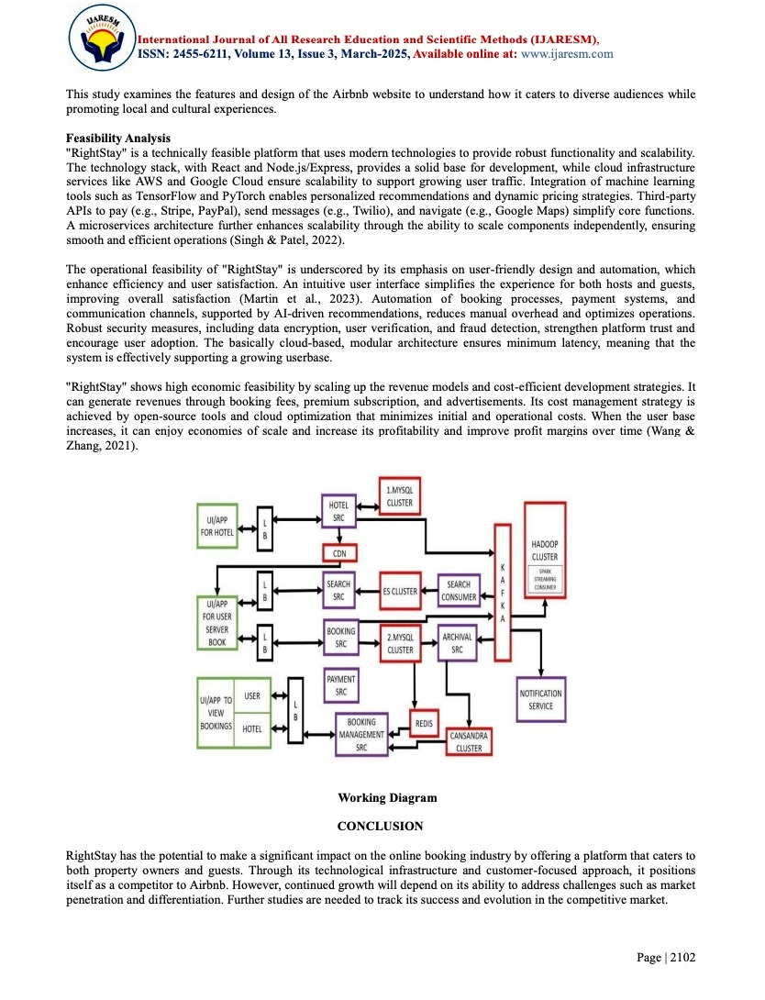 IJARESM
International Journal of All Research Education and Scientific Methods (IJARESM),
ISSN: 2455-6211, Volume 13, Issue 3, March-2025, Available online at: www.ijaresm.com
This study examines the features and design of the Airbnb website to understand how it caters to diverse audiences while
promoting local and cultural experiences.
Feasibility Analysis
"RightStay" is a technically feasible platform that uses modern technologies to provide robust functionality and scalability.
The technology stack, with React and Node.js/Express, provides a solid base for development, while cloud infrastructure
services like AWS and Google Cloud ensure scalability to support growing user traffic. Integration of machine learning
tools such as TensorFlow and PyTorch enables personalized recommendations and dynamic pricing strategies. Third-party
APIs to pay (e.g., Stripe, PayPal), send messages (e.g., Twilio), and navigate (e.g., Google Maps) simplify core functions.
A microservices architecture further enhances scalability through the ability to scale components independently, ensuring
smooth and efficient operations (Singh & Patel, 2022).
The operational feasibility of "RightStay" is underscored by its emphasis on user-friendly design and automation, which
enhance efficiency and user satisfaction. An intuitive user interface simplifies the experience for both hosts and guests,
improving overall satisfaction (Martin et al., 2023). Automation of booking processes, payment systems, and
communication channels, supported by AI-driven recommendations, reduces manual overhead and optimizes operations.
Robust security measures, including data encryption, user verification, and fraud detection, strengthen platform trust and
encourage user adoption. The basically cloud-based, modular architecture ensures minimum latency, meaning that the
system is effectively supporting a growing userbase.
"RightStay" shows high economic feasibility by scaling up the revenue models and cost-efficient development strategies. It
can generate revenues through booking fees, premium subscription, and advertisements. Its cost management strategy is
achieved by open-source tools and cloud optimization that minimizes initial and operational costs. When the user base
increases, it can enjoy economies of scale and increase its profitability and improve profit margins over time (Wang &
Zhang, 2021).
UI/APP
FOR HOTEL
L
B
HOTEL
SRC
1.MYSQL
CLUSTER
CDN
UI/APP
FOR USER
SERVER
BOOK
L
B
SEARCH
SRC
ES CLUSTER
SEARCH
CONSUMER
L
B
BOOKING
SRC
2.MYSQL
CLUSTER
ARCHIVAL
SRC
K
A
F
K
A
HADOOP
CLUSTER
SPARK
STREAMING
CONSUMER
NOTIFICATION
SERVICE
PAYMENT
SRC
UI/APP TO
VIEW
BOOKINGS
USER
HOTEL
L
B
BOOKING
MANAGEMENT
SRC
REDIS
CANSANDRA
CLUSTER
Working Diagram
CONCLUSION
RightStay has the potential to make a significant impact on the online booking industry by offering a platform that caters to
both property owners and guests. Through its technological infrastructure and customer-focused approach, it positions
itself as a competitor to Airbnb. However, continued growth will depend on its ability to address challenges such as market
penetration and differentiation. Further studies are needed to track its success and evolution in the competitive market.
Page | 2102